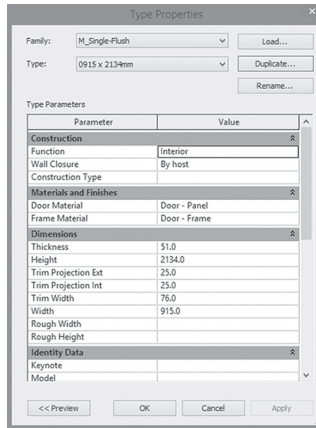 Type Properties
Family: M_Single-Flush Load...
Type: 0915 x 2134mm Duplicate...
Rename...
Type Parameters
Parameter Value
Construction
Function Interior
Wall Closure By host
Construction Type
Materials and Finishes
Door Material Door - Panel
Frame Material Door - Frame
Dimensions
Thickness 51.0
Height 2134.0
Trim Projection Ext 25.0
Trim Projection Int 25.0
Trim Width 76.0
Width 915.0
Rough Width
Rough Height
Identity Data
Keynote
Model
<< Preview OK Cancel Apply